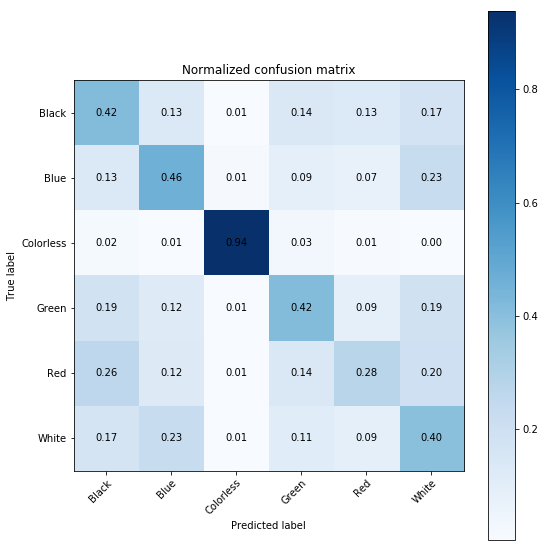 Normalized confusion matrix
True label
Black 0.42 0.13 0.01 0.14 0.13 0.17
Blue 0.13 0.46 0.01 0.09 0.07 0.23
Colorless 0.02 0.01 0.94 0.03 0.01 0.00
Green 0.19 0.12 0.01 0.42 0.09 0.19
Red 0.26 0.12 0.01 0.14 0.28 0.20
White 0.17 0.23 0.01 0.11 0.09 0.40
Black Blue Colorless Green Red White
Predicted label
0.8
0.6
0.4
0.2